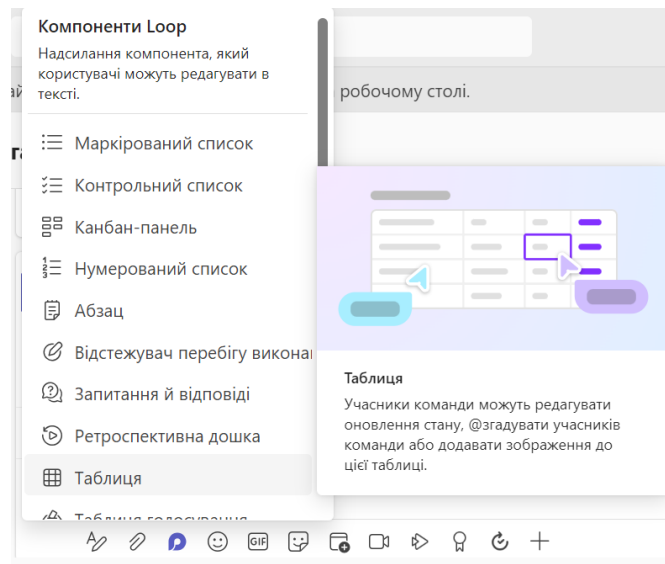 Компоненти Loop
Надсилання компонента, який
користувачі можуть редагувати в
тексті.
робочому столі.
Маркірований список
Контрольний список
Канбан-панель
Нумерований список
Абзац
Відстежувач перебігу
Запитання й відповіді
Ретроспективна дошка
Таблиця
Таблиця голосування
Таблиця
Учасники команди можуть редагувати
оновлення стану, @згадувати учасників
команди або додавати зображення до
цієї таблиці.
GIF